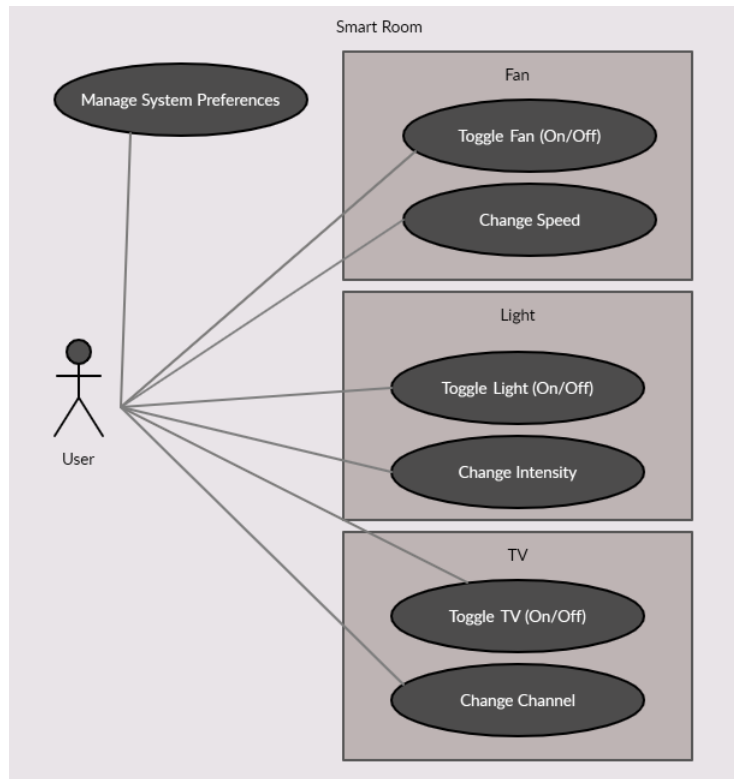 Smart Room
Manage System Preferences
Fan
Toggle Fan (On/Off)
Change Speed
Light
Toggle Light (On/Off)
Change Intensity
User
TV
Toggle TV (On/Off)
Change Channel